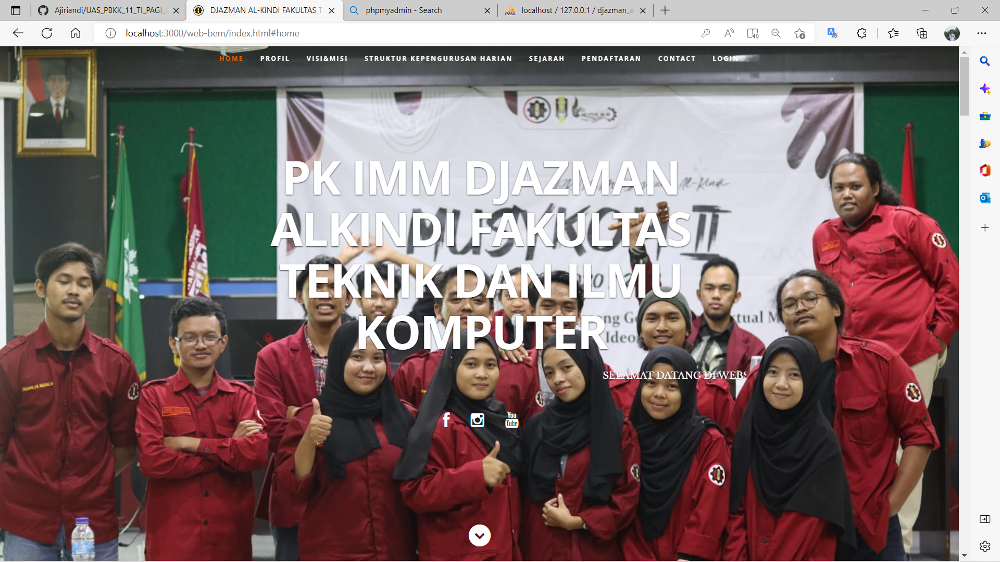 Ajiriandi/UAS_PBKK_11_TI_PAGI_
DJAZMAN AL-KINDI FAKULTAS T
phpmyadmin - Search
localhost / 127.0.0.1 / djazman_a
localhost:3000/web-bem/index.html#home
HOME PROFIL VISI&MISI STRUKTUR KEPENGURUSAN HARIAN SEJARAH PENDAFTARAN CONTACT LOGIN
PK IMM DJAZMAN
ALKINDI FAKULTAS
TEKNIK DAN ILMU
KOMPUTER
MUSYKOM II
SELAMAT DATANG DI WEBS
f
You
Tube